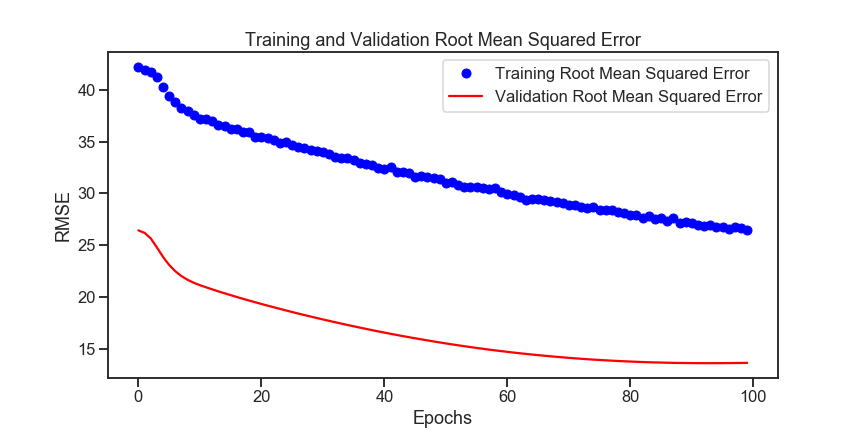 Training and Validation Root Mean Squared Error
Training Root Mean Squared Error
Validation Root Mean Squared Error
RMSE
40
35
30
25
20
15
0 20 40 60 80 100
Epochs